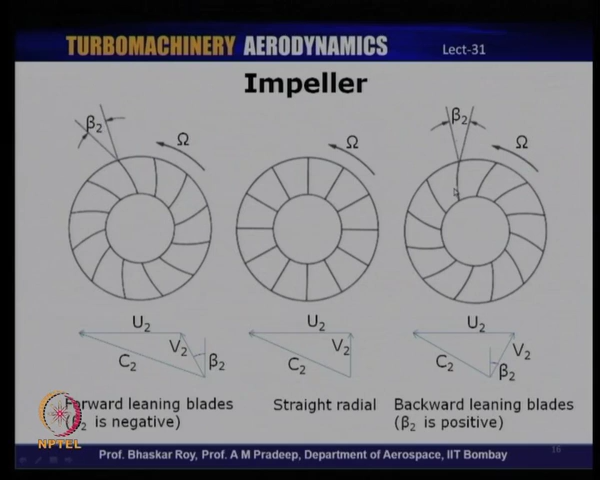 TURBOMACHINERY AERODYNAMICS
Lect-31
Impeller
β₂
Ω
Ω
β₂
Ω
U₂
V₂
C₂
β₂
U₂
V₂
C₂
U₂
V₂
C₂
β₂
Forward leaning blades
(β₂ is negative)
Straight radial
Backward leaning blades
(β₂ is positive)
NPTEL
Prof. Bhaskar Roy, Prof. A M Pradeep, Department of Aerospace, IIT Bombay
16